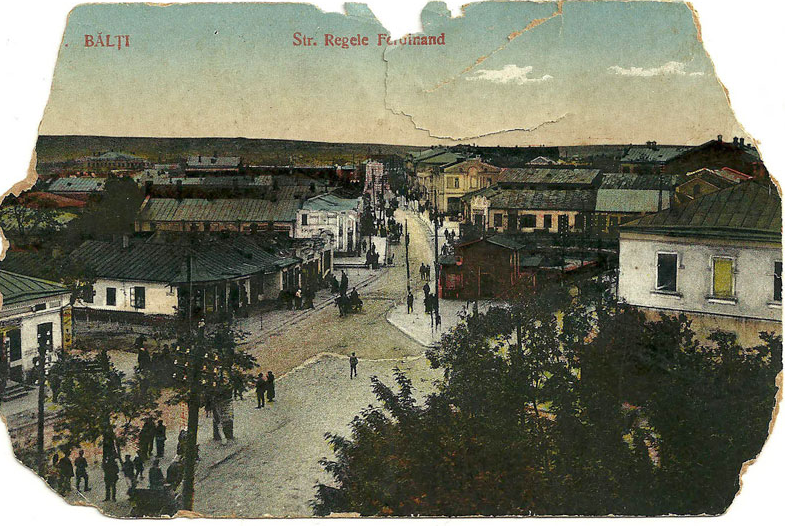 BĂLȚI
Str. Regele Ferdinand